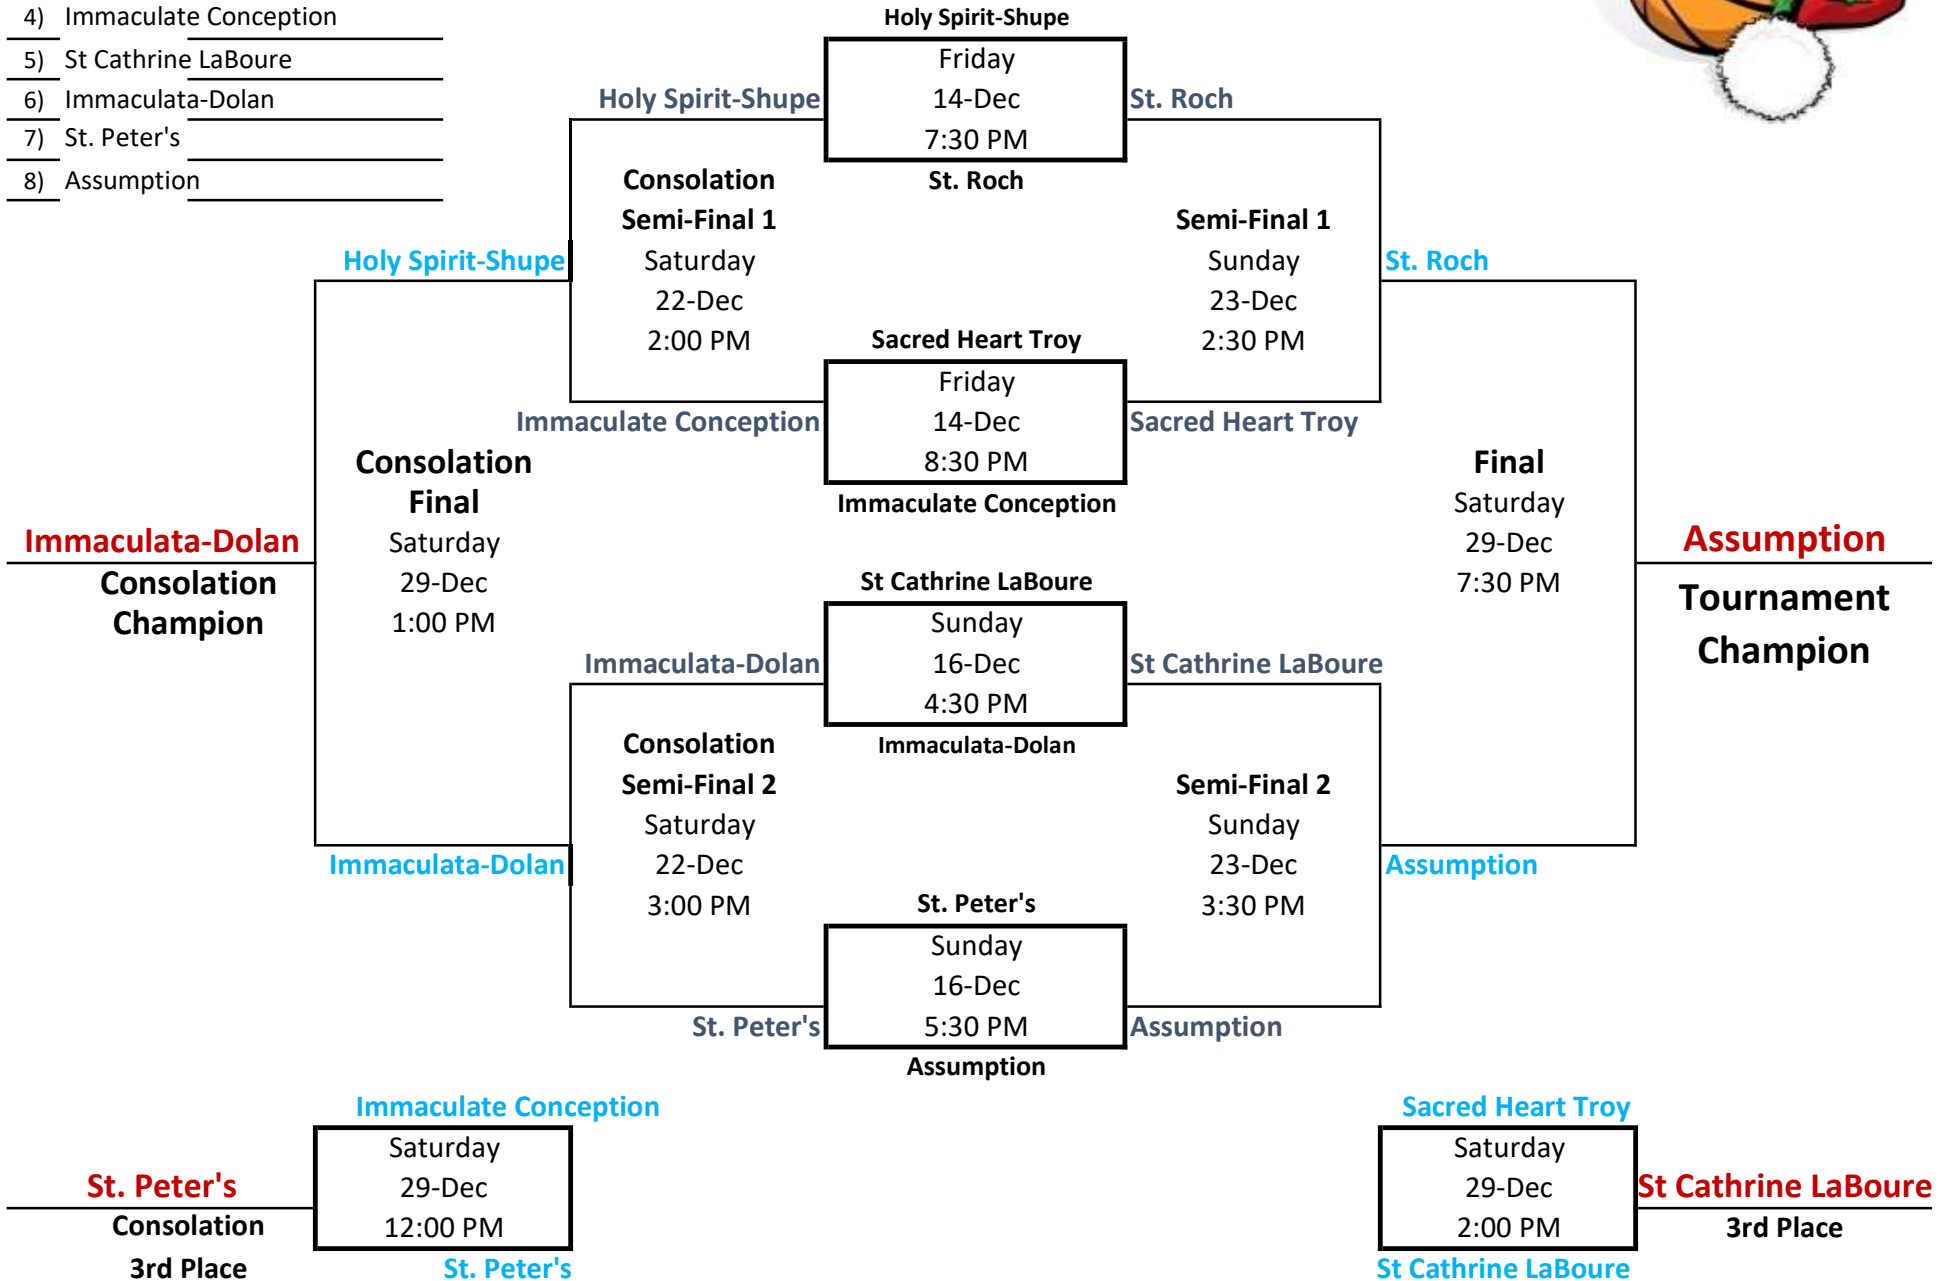 4) Immaculate Conception
5) St Cathrine LaBoure
6) Immaculata-Dolan
7) St. Peter's
8) Assumption
Holy Spirit-Shupe
Friday
14-Dec
7:30 PM
St. Roch
Holy Spirit-Shupe
St. Roch
Consolation
Semi-Final 1
Saturday
22-Dec
2:00 PM
Semi-Final 1
Sunday
23-Dec
2:30 PM
Holy Spirit-Shupe
St. Roch
Sacred Heart Troy
Friday
14-Dec
8:30 PM
Immaculate Conception
Immaculate Conception
Sacred Heart Troy
Consolation
Final
Saturday
29-Dec
1:00 PM
Final
Saturday
29-Dec
7:30 PM
Immaculata-Dolan
Consolation
Champion
Assumption
Tournament
Champion
St Cathrine LaBoure
Sunday
16-Dec
4:30 PM
Immaculata-Dolan
Immaculata-Dolan
St Cathrine LaBoure
Consolation
Semi-Final 2
Saturday
22-Dec
3:00 PM
Semi-Final 2
Sunday
23-Dec
3:30 PM
Immaculata-Dolan
Assumption
St. Peter's
Sunday
16-Dec
5:30 PM
Assumption
St. Peter's
Assumption
Immaculate Conception
Saturday
29-Dec
12:00 PM
St. Peter's
St. Peter's
Consolation
3rd Place
Sacred Heart Troy
Saturday
29-Dec
2:00 PM
St Cathrine LaBoure
St Cathrine LaBoure
3rd Place